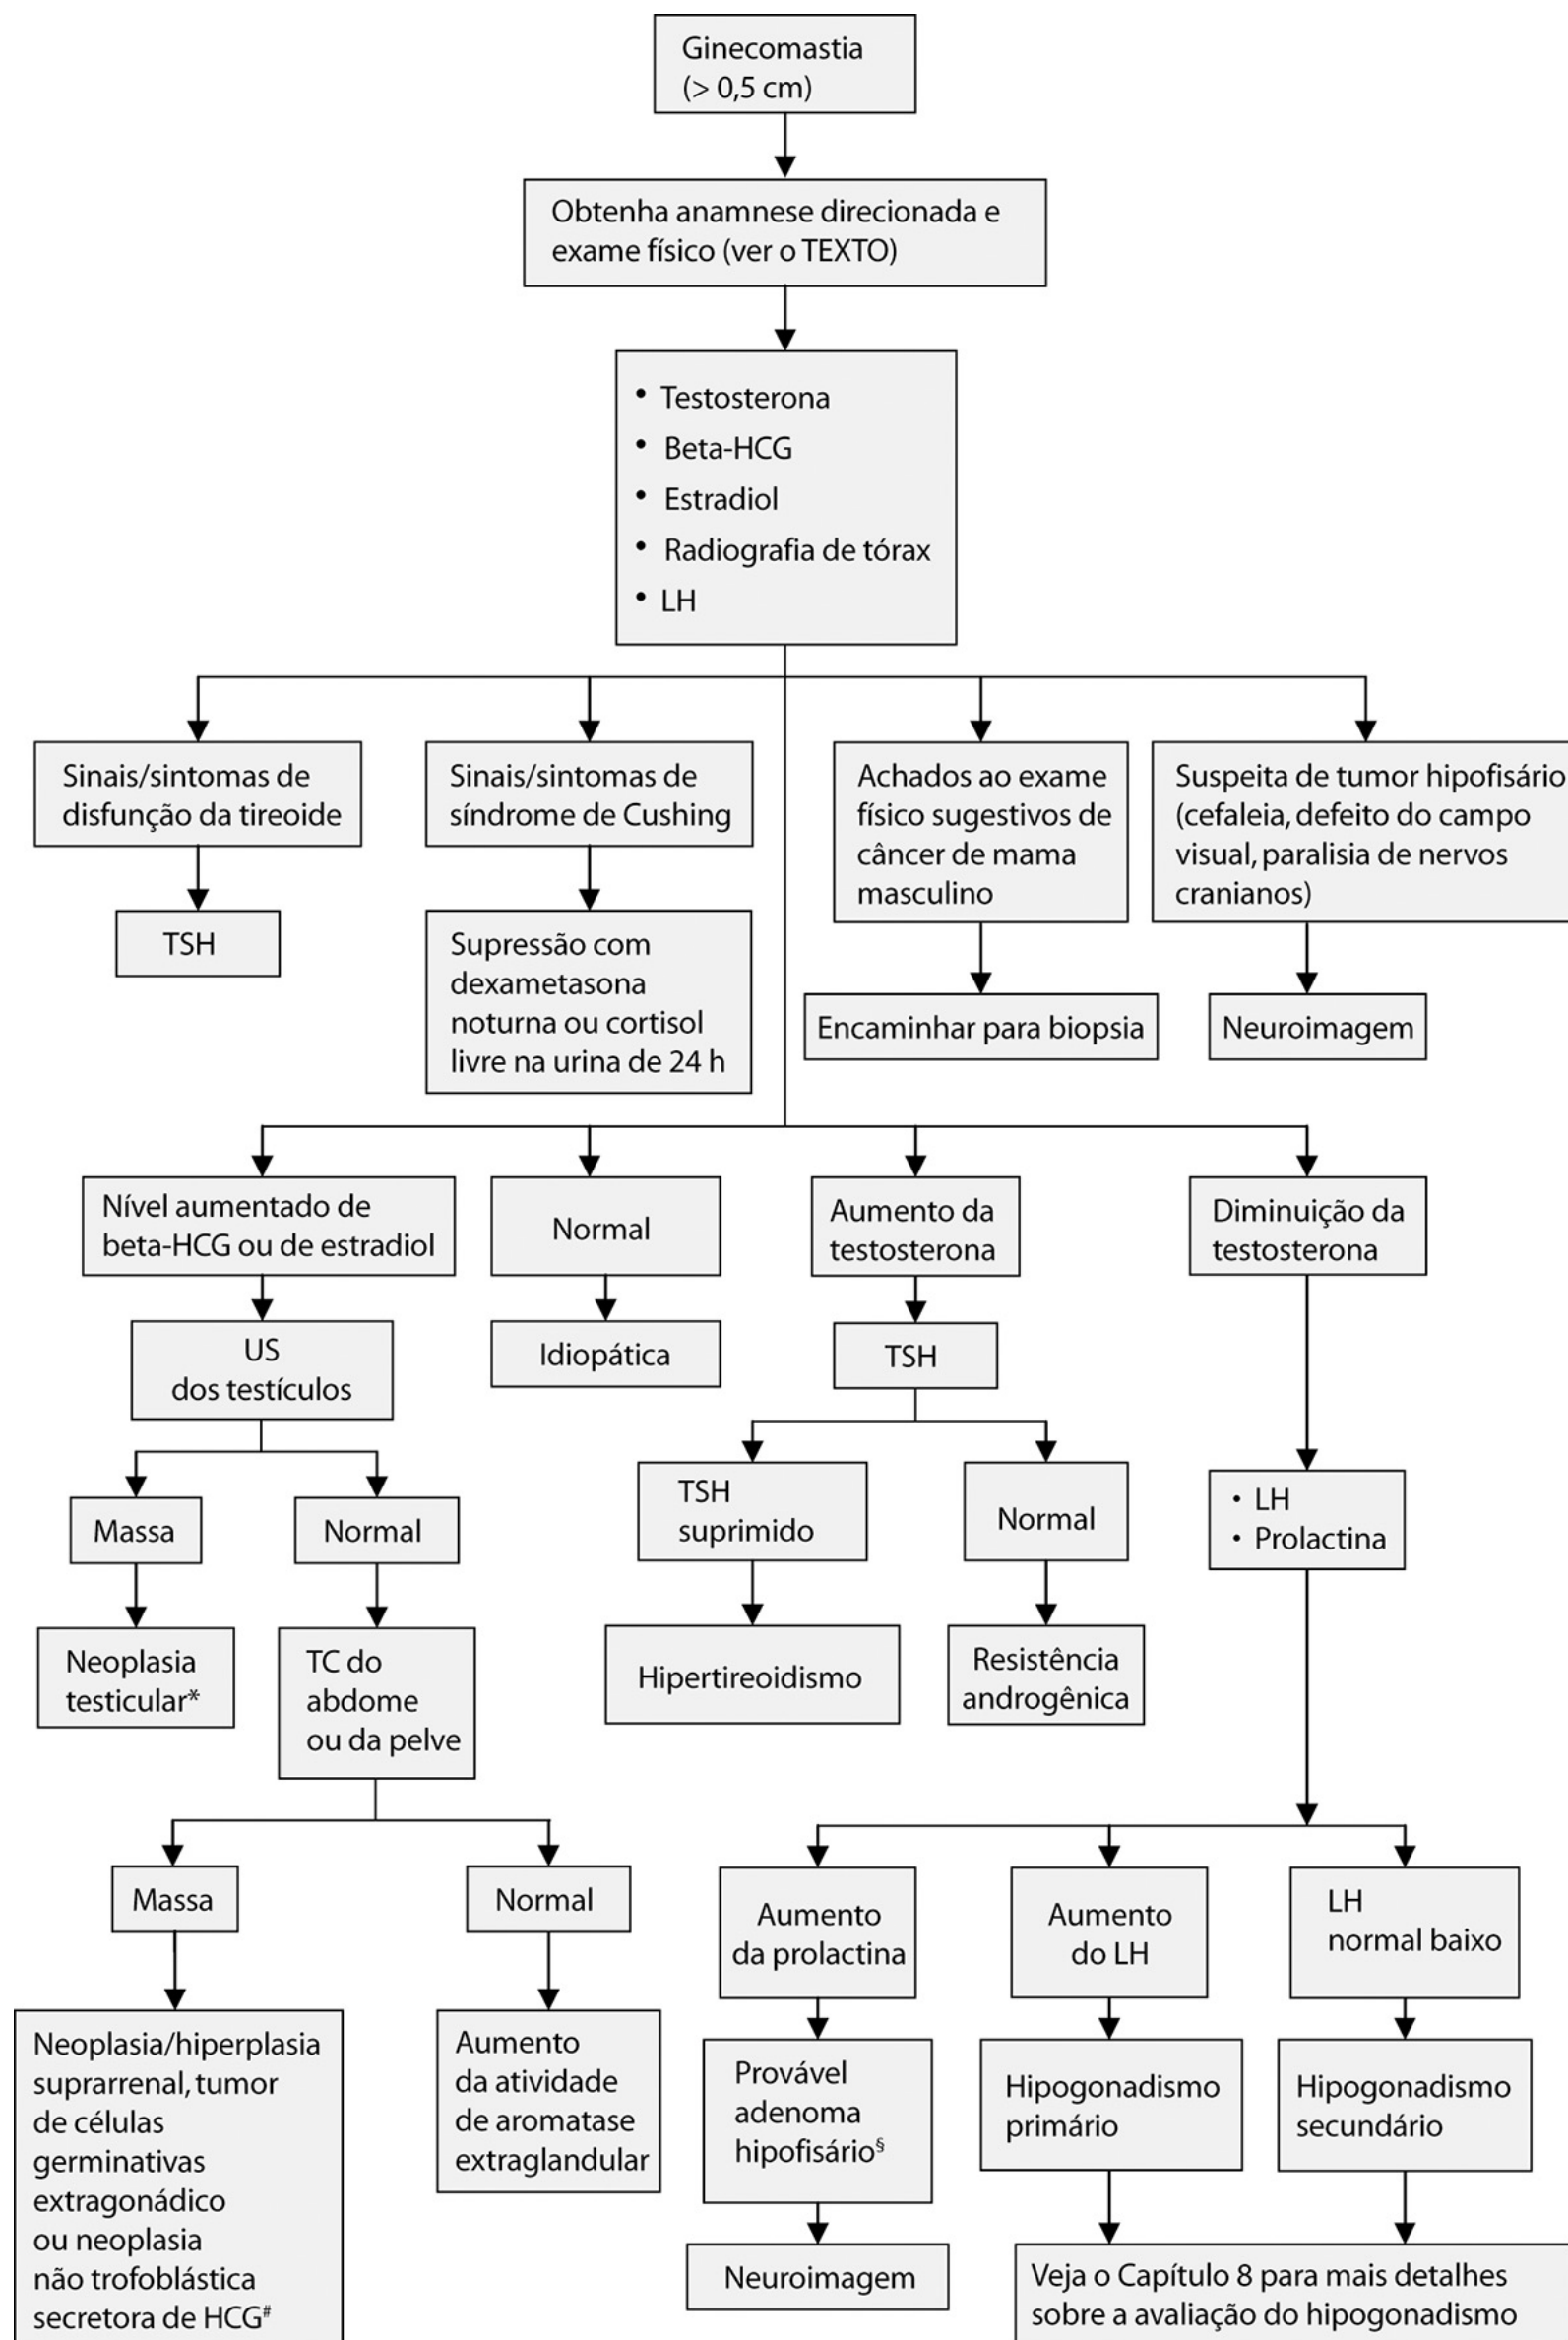 Ginecomastia
(> 0,5 cm)
Obtenha anamnese direcionada e
exame físico (ver o TEXTO)
• Testosterona
• Beta-HCG
• Estradiol
• Radiografia de tórax
• LH
Sinais/sintomas de
disfunção da tireoide
Sinais/sintomas de
síndrome de Cushing
Achados ao exame
físico sugestivos de
câncer de mama
masculino
Suspeita de tumor hipofisário
(cefaleia, defeito do campo
visual, paralisia de nervos
cranianos)
TSH
Supressão com
dexametasona
noturna ou cortisol
livre na urina de 24 h
Encaminhar para biopsia
Neuroimagem
Nível aumentado de
beta-HCG ou de estradiol
Normal
Aumento da
testosterona
Diminuição da
testosterona
US
dos testículos
Idiopática
TSH
Massa
Normal
TSH
suprimido
Normal
• LH
• Prolactina
Neoplasia
testicular*
TC do
abdome
ou da pelve
Hipertireoidismo
Resistência
androgênica
Massa
Normal
Aumento
da prolactina
Aumento
do LH
LH
normal baixo
Neoplasia/hiperplasia
suprarrenal, tumor
de células
germinativas
extragonádico
ou neoplasia
não trofoblástica
secretora de HCG#
Aumento
da atividade
de aromatase
extraglandular
Provável
adenoma
hipofisário§
Hipogonadismo
primário
Hipogonadismo
secundário
Neuroimagem
Veja o Capítulo 8 para mais detalhes
sobre a avaliação do hipogonadismo